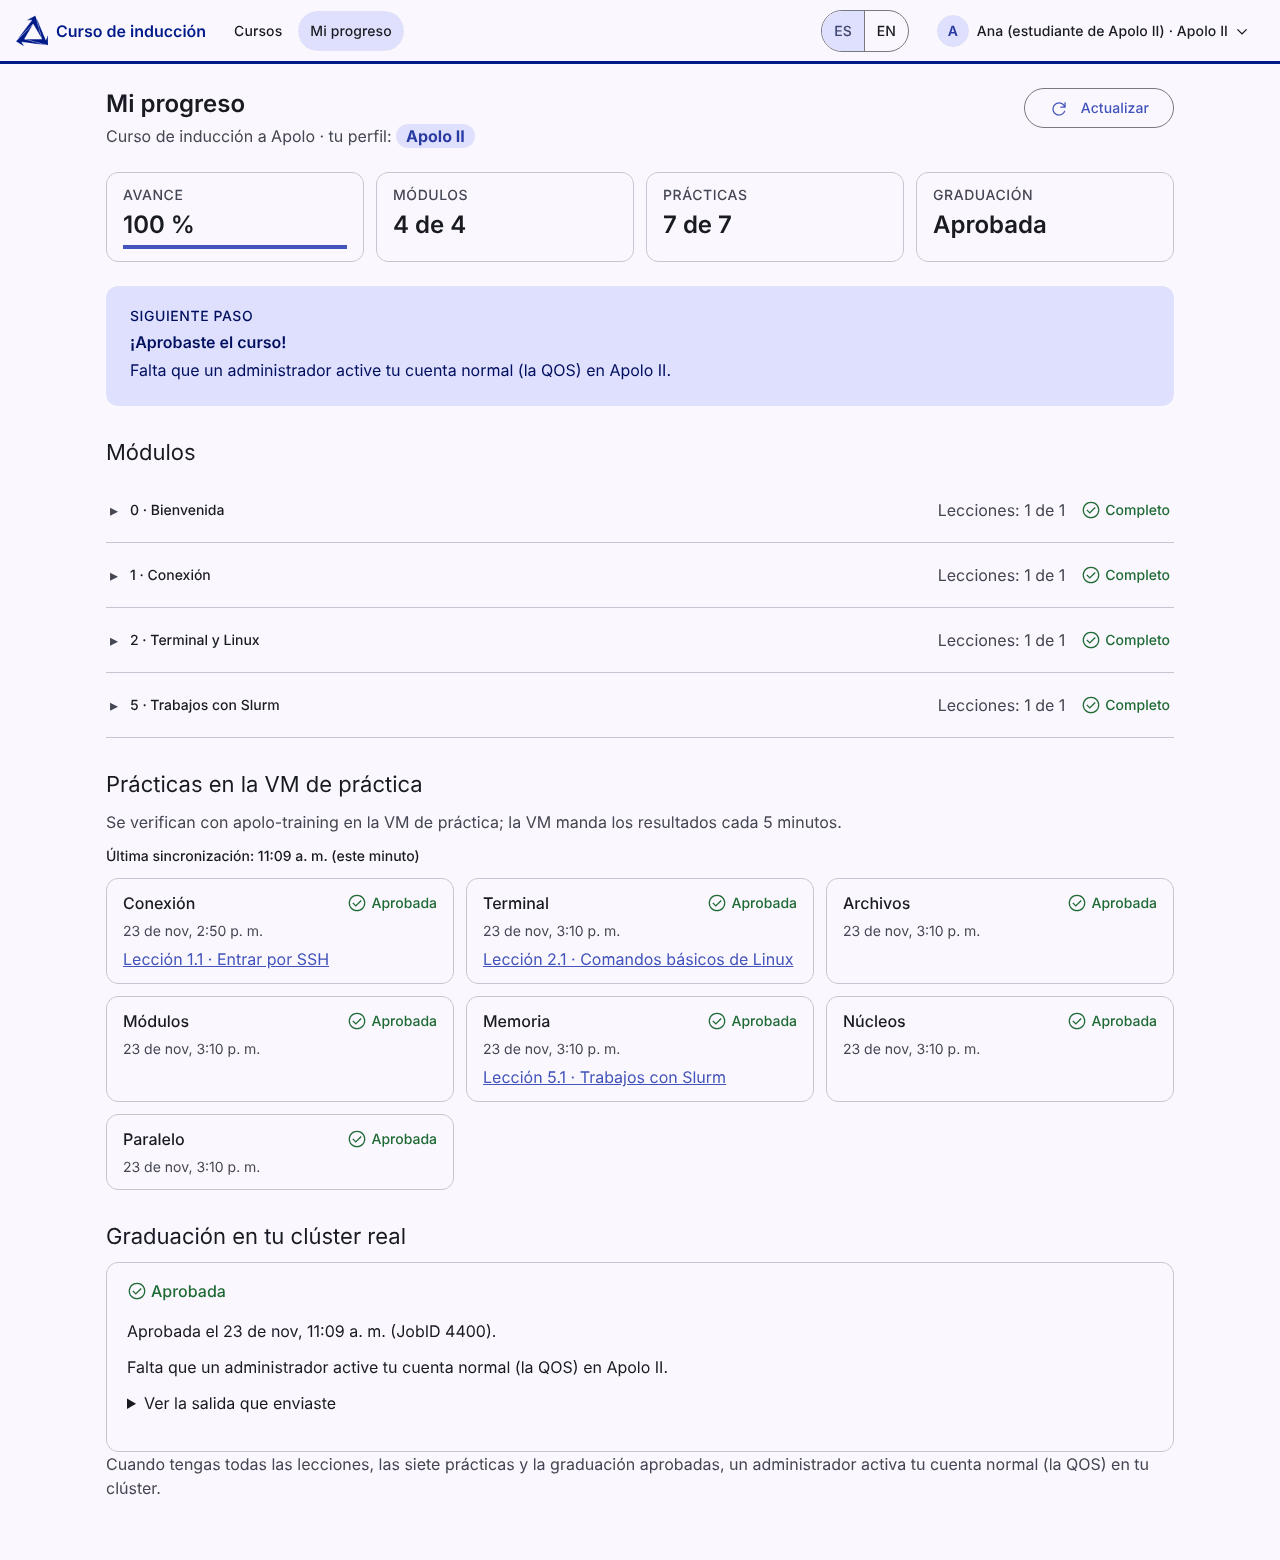 Curso de inducción
Cursos
Mi progreso
ES
EN
A
Ana (estudiante de Apolo II) · Apolo II
Mi progreso
Curso de inducción a Apolo · tu perfil: Apolo II
Actualizar
AVANCE
100 %
MÓDULOS
4 de 4
PRÁCTICAS
7 de 7
GRADUACIÓN
Aprobada
SIGUIENTE PASO
¡Aprobaste el curso!
Falta que un administrador active tu cuenta normal (la QOS) en Apolo II.
Módulos
0 · Bienvenida Lecciones: 1 de 1 Completo
1 · Conexión Lecciones: 1 de 1 Completo
2 · Terminal y Linux Lecciones: 1 de 1 Completo
5 · Trabajos con Slurm Lecciones: 1 de 1 Completo
Prácticas en la VM de práctica
Se verifican con apolo-training en la VM de práctica; la VM manda los resultados cada 5 minutos.
Última sincronización: 11:09 a. m. (este minuto)
Conexión Aprobada
23 de nov, 2:50 p. m.
Lección 1.1 · Entrar por SSH
Terminal Aprobada
23 de nov, 3:10 p. m.
Lección 2.1 · Comandos básicos de Linux
Archivos Aprobada
23 de nov, 3:10 p. m.
Módulos Aprobada
23 de nov, 3:10 p. m.
Memoria Aprobada
23 de nov, 3:10 p. m.
Lección 5.1 · Trabajos con Slurm
Núcleos Aprobada
23 de nov, 3:10 p. m.
Paralelo Aprobada
23 de nov, 3:10 p. m.
Graduación en tu clúster real
Aprobada
Aprobada el 23 de nov, 11:09 a. m. (JobID 4400).
Falta que un administrador active tu cuenta normal (la QOS) en Apolo II.
Ver la salida que enviaste
Cuando tengas todas las lecciones, las siete prácticas y la graduación aprobadas, un administrador activa tu cuenta normal (la QOS) en tu
clúster.